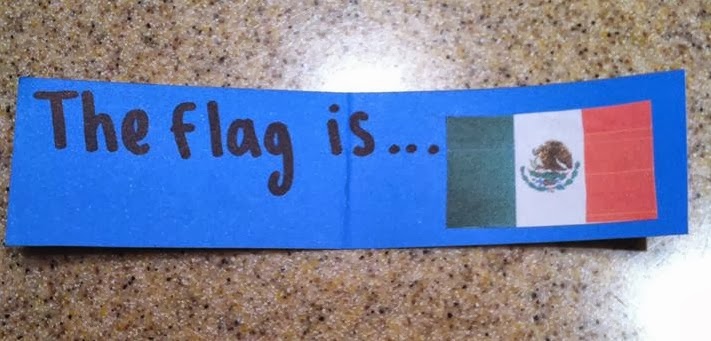 The flag is...